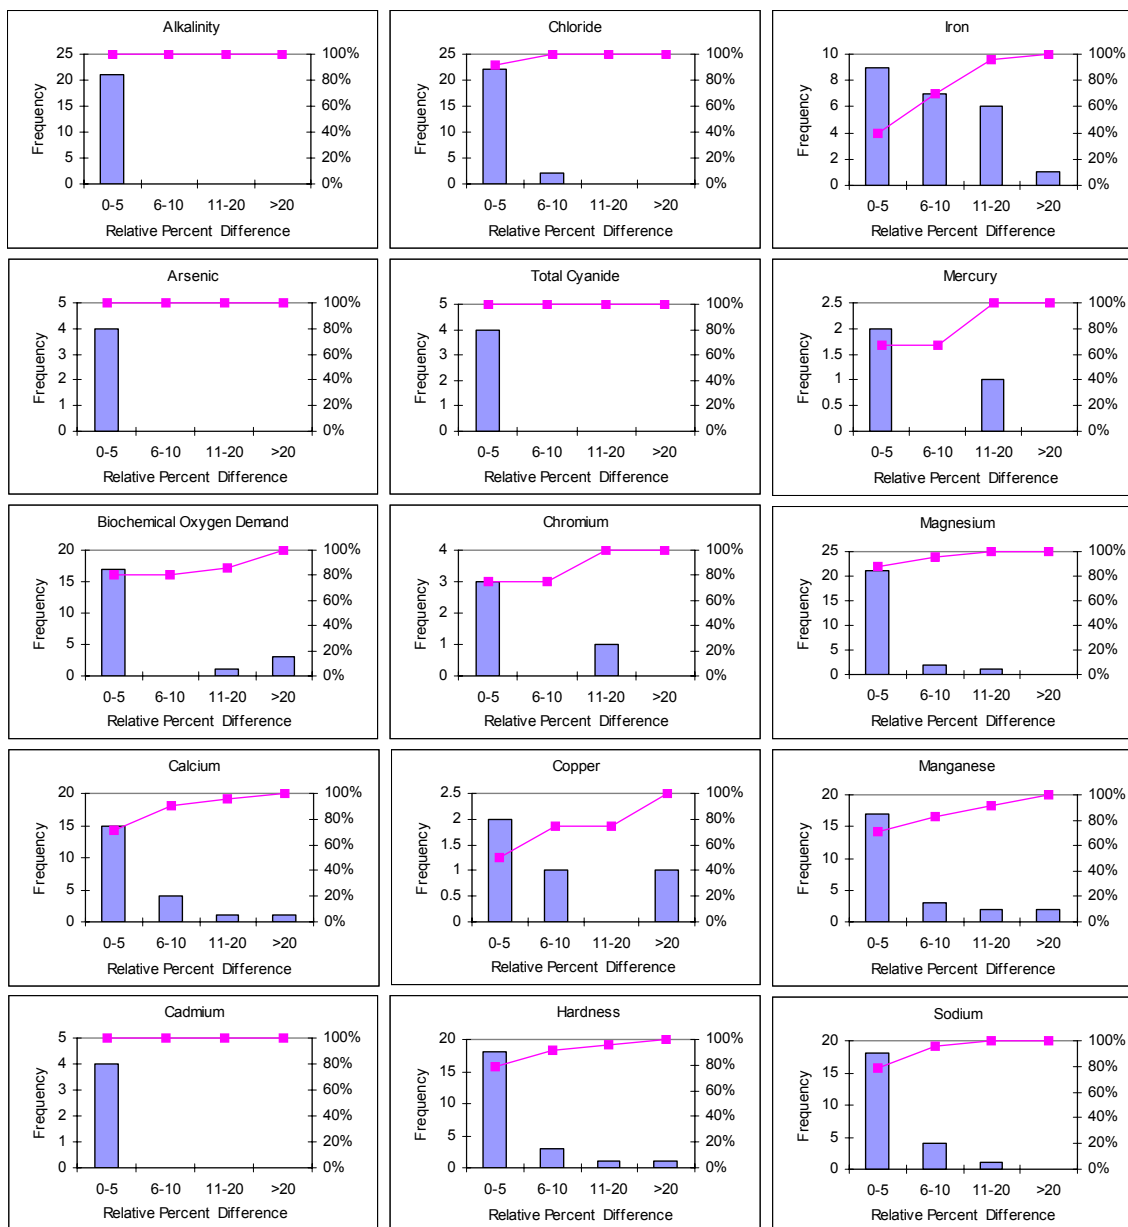 Alkalinity
25
20
15
10
5
0
Frequency
100%
80%
60%
40%
20%
0%
0-5 6-10 11-20 >20
Relative Percent Difference
Chloride
25
20
15
10
5
0
Frequency
100%
80%
60%
40%
20%
0%
0-5 6-10 11-20 >20
Relative Percent Difference
Iron
10
8
6
4
2
0
Frequency
100%
80%
60%
40%
20%
0%
0-5 6-10 11-20 >20
Relative Percent Difference
Arsenic
5
4
3
2
1
0
Frequency
100%
80%
60%
40%
20%
0%
0-5 6-10 11-20 >20
Relative Percent Difference
Total Cyanide
5
4
3
2
1
0
Frequency
100%
80%
60%
40%
20%
0%
0-5 6-10 11-20 >20
Relative Percent Difference
Mercury
2.5
2
1.5
1
0.5
0
Frequency
100%
80%
60%
40%
20%
0%
0-5 6-10 11-20 >20
Relative Percent Difference
Biochemical Oxygen Demand
20
15
10
5
0
Frequency
100%
80%
60%
40%
20%
0%
0-5 6-10 11-20 >20
Relative Percent Difference
Chromium
4
3
2
1
0
Frequency
100%
80%
60%
40%
20%
0%
0-5 6-10 11-20 >20
Relative Percent Difference
Magnesium
25
20
15
10
5
0
Frequency
100%
80%
60%
40%
20%
0%
0-5 6-10 11-20 >20
Relative Percent Difference
Calcium
20
15
10
5
0
Frequency
100%
80%
60%
40%
20%
0%
0-5 6-10 11-20 >20
Relative Percent Difference
Copper
2.5
2
1.5
1
0.5
0
Frequency
100%
80%
60%
40%
20%
0%
0-5 6-10 11-20 >20
Relative Percent Difference
Manganese
20
15
10
5
0
Frequency
100%
80%
60%
40%
20%
0%
0-5 6-10 11-20 >20
Relative Percent Difference
Cadmium
5
4
3
2
1
0
Frequency
100%
80%
60%
40%
20%
0%
0-5 6-10 11-20 >20
Relative Percent Difference
Hardness
20
15
10
5
0
Frequency
100%
80%
60%
40%
20%
0%
0-5 6-10 11-20 >20
Relative Percent Difference
Sodium
20
15
10
5
0
Frequency
100%
80%
60%
40%
20%
0%
0-5 6-10 11-20 >20
Relative Percent Difference